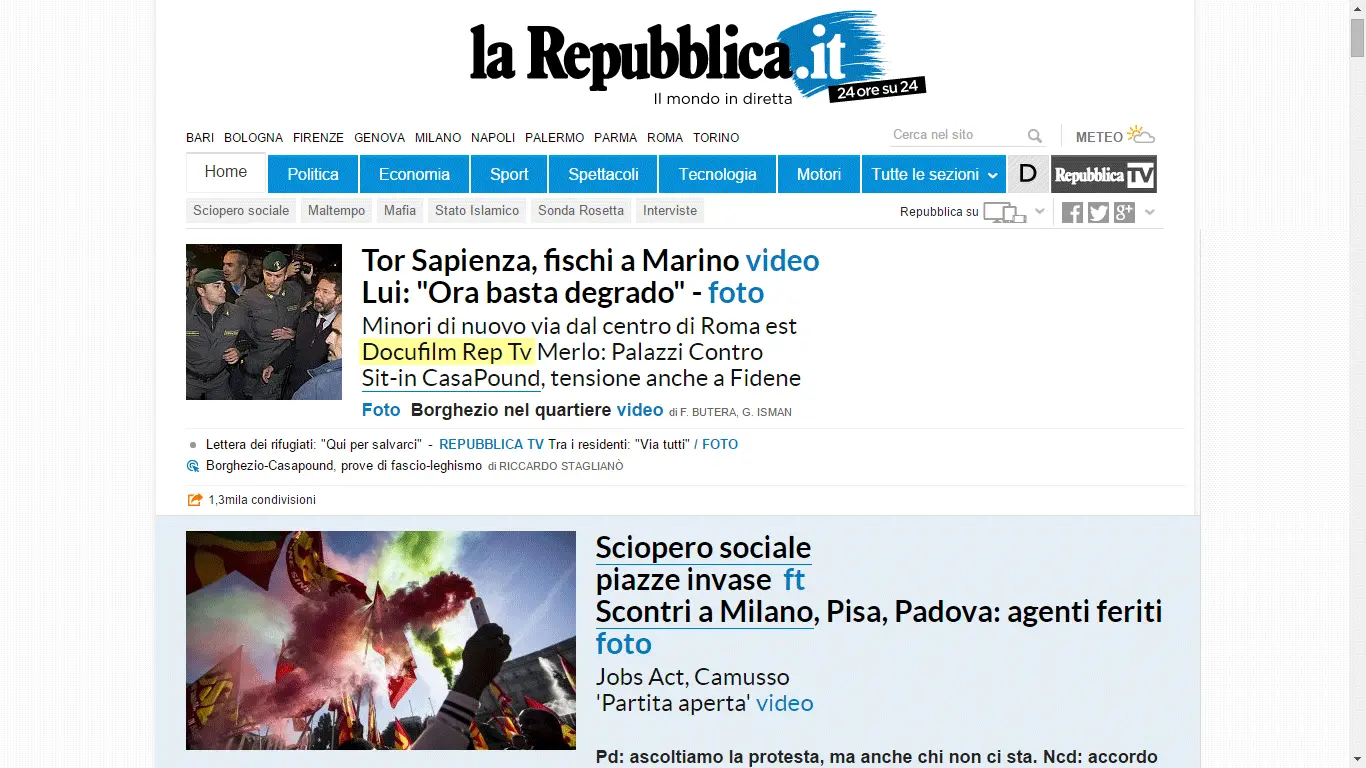 la Repubblica.it
24 ore su 24
Il mondo in diretta
BARI BOLOGNA FIRENZE GENOVA MILANO NAPOLI PALERMO PARMA ROMA TORINO
Cerca nel sito
METEO
Home Politica Economia Sport Spettacoli Tecnologia Motori Tutte le sezioni D Repubblica TV
Sciopero sociale Maltempo Mafia Stato Islamico Sonda Rosetta Interviste
Repubblica su
Tor Sapienza, fischi a Marino video
Lui: "Ora basta degrado" - foto
Minori di nuovo via dal centro di Roma est
Docufilm Rep Tv Merlo: Palazzi Contro
Sit-in CasaPound, tensione anche a Fidene
Foto Borghezio nel quartiere video di F. BUTERA, G. ISMAN
Lettera dei rifugiati: "Qui per salvarci" - REPUBBLICA TV Tra i residenti: "Via tutti" / FOTO
Borghezio-Casapound, prove di fascio-leghismo di RICCARDO STAGLIANÒ
1,3mila condivisioni
Sciopero sociale
piazze invase ft
Scontri a Milano, Pisa, Padova: agenti feriti
foto
Jobs Act, Camusso
'Partita aperta' video
Pd: ascoltiamo la protesta, ma anche chi non ci sta. Ncd: accordo